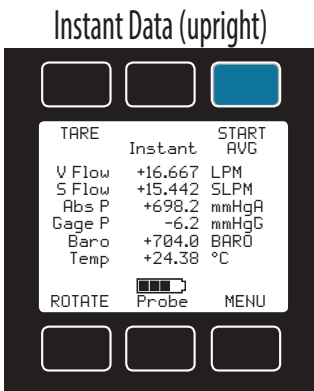 Instant Data (upright)
TARE START
Instant AVG
V Flow +16.667 LPM
S Flow +15.442 SLPM
Abs P +698.2 mmHgA
Gage P -6.2 mmHgG
Baro +704.0 BARO
Temp +24.38 °C
ROTATE Probe MENU